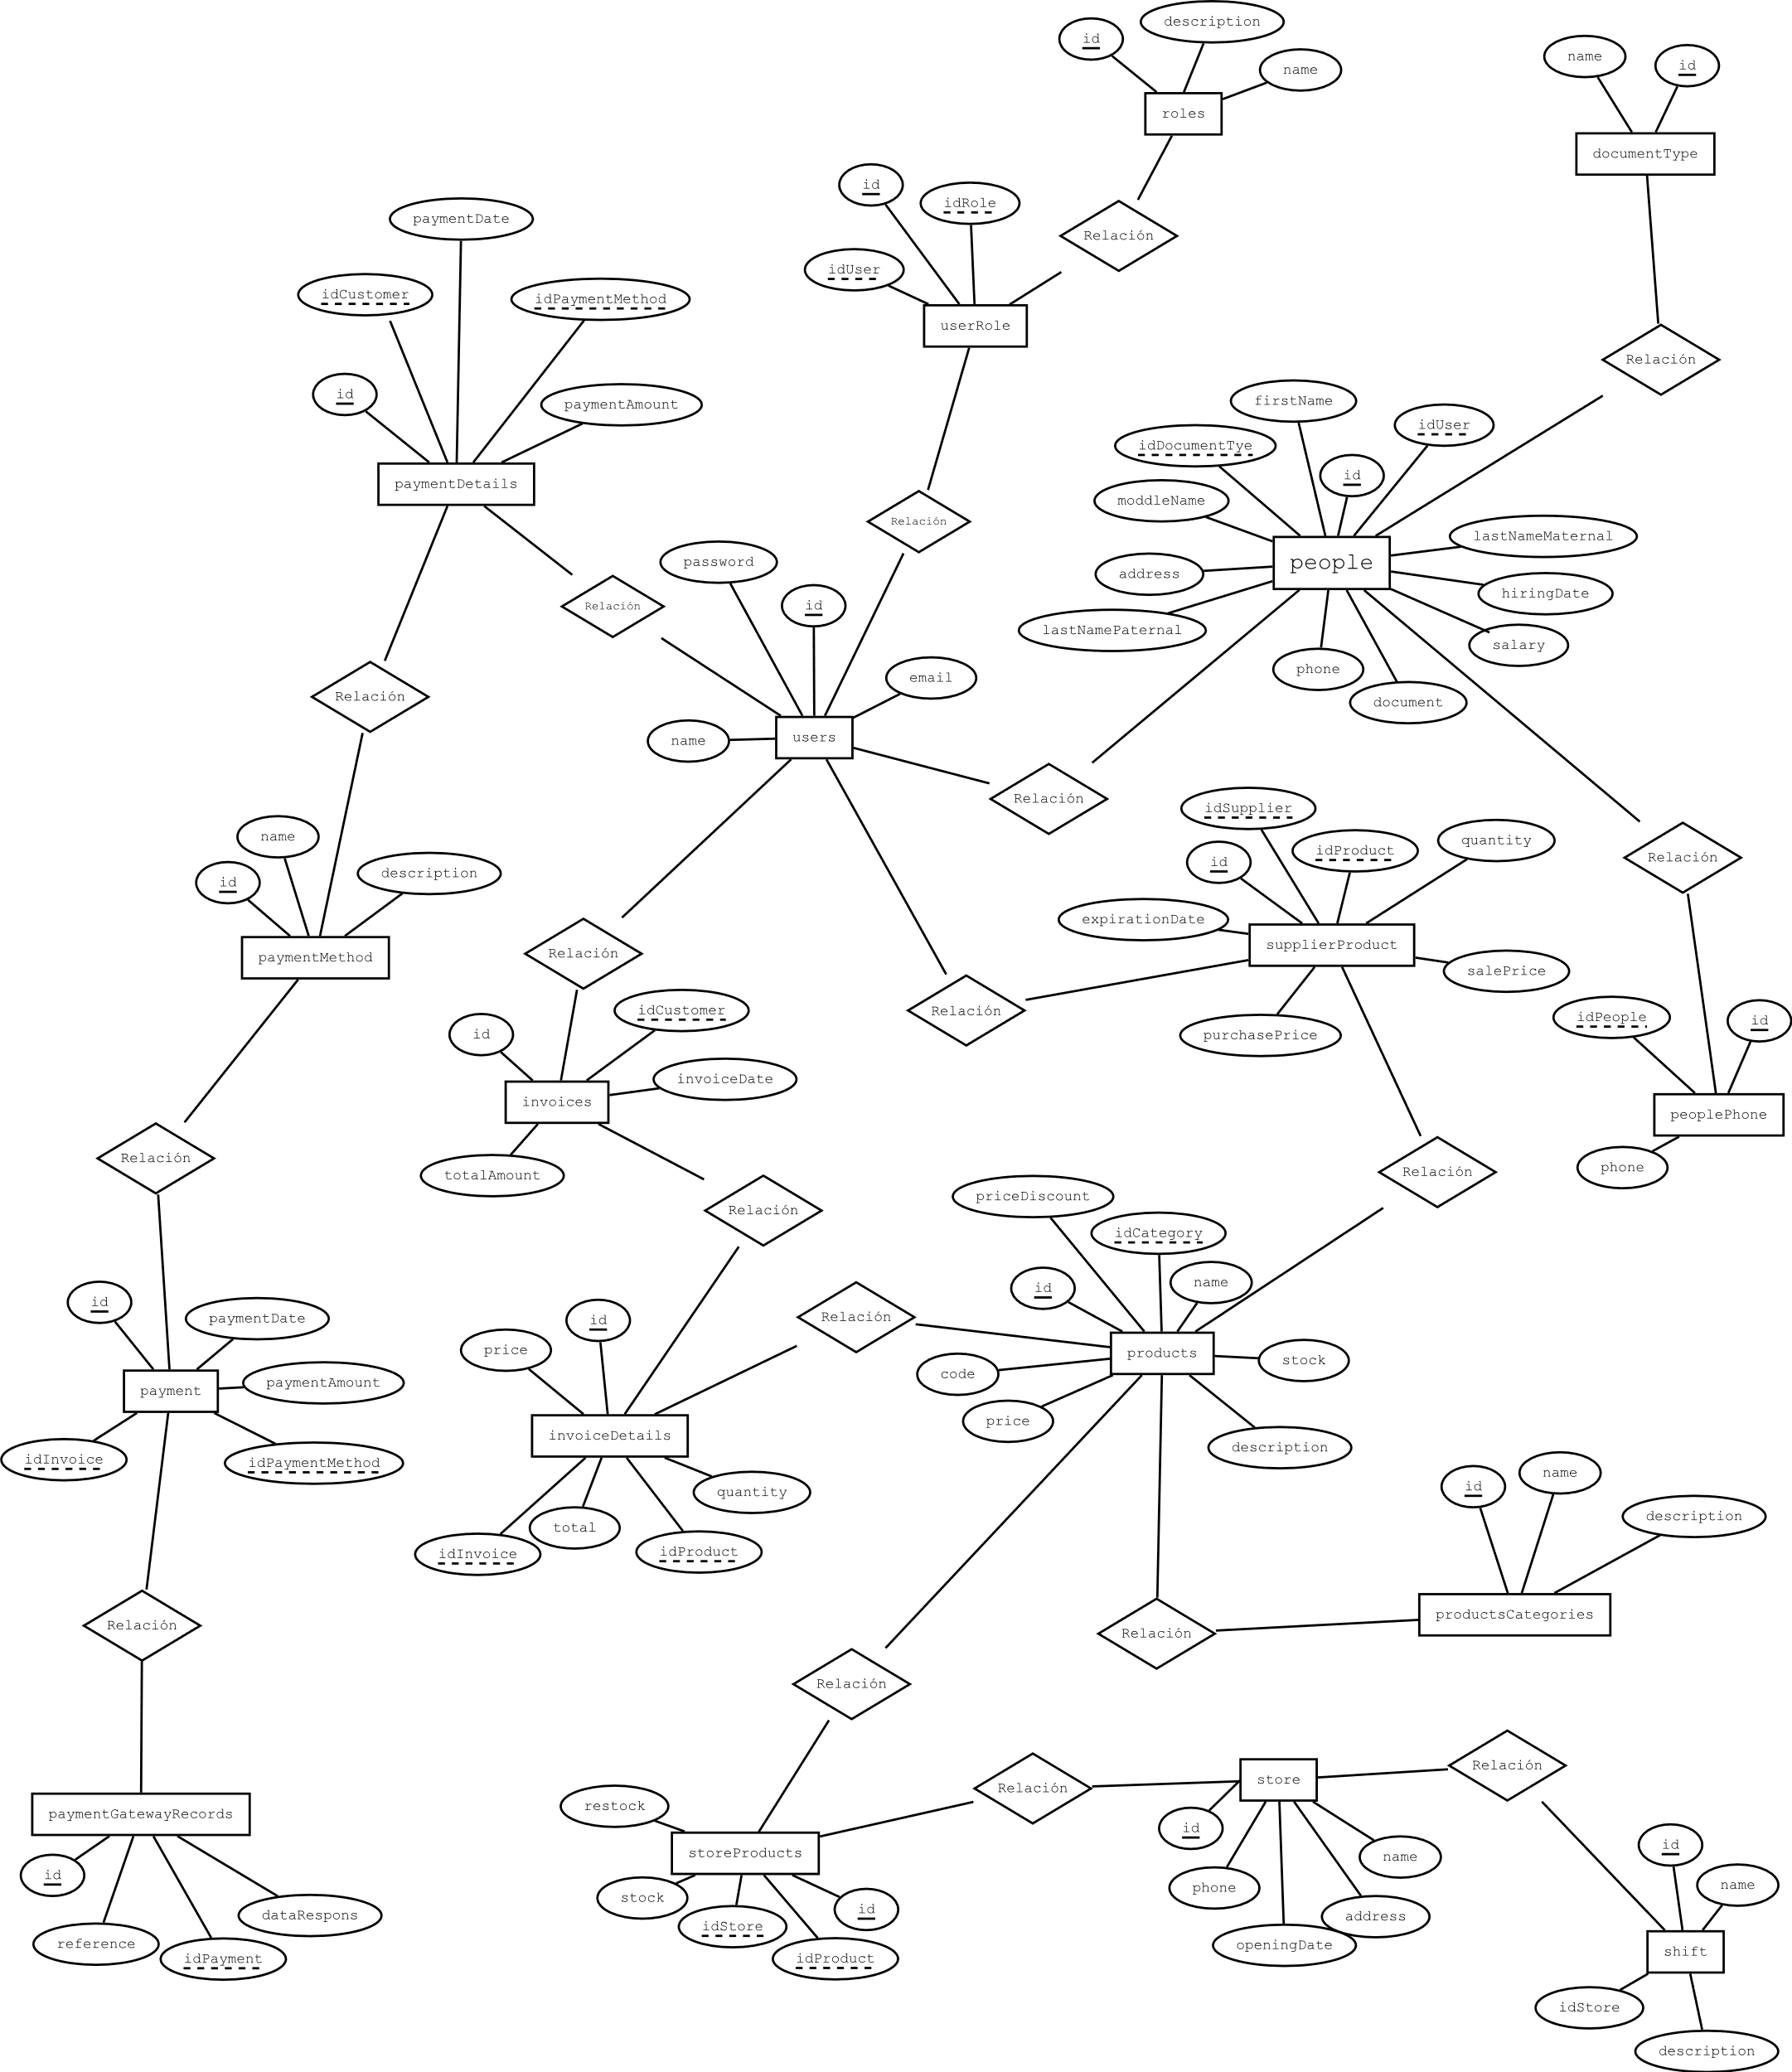 description
id
name
roles
name
id
documentType
id
idRole
idUser
Relación
userRole
paymentDate
idCustomer
idPaymentMethod
id
paymentAmount
paymentDetails
Relación
firstName
idUser
idDocumentTye
id
moddleName
lastNameMaternal
people
address
hiringDate
lastNamePaternal
salary
phone
document
Relación
Relación
password
id
email
name
users
Relación
Relación
idSupplier
idProduct
quantity
id
expirationDate
supplierProduct
salePrice
purchasePrice
Relación
name
id
description
paymentMethod
Relación
Relación
idPeople
id
peoplePhone
phone
id
idCustomer
invoiceDate
invoices
totalAmount
Relación
Relación
Relación
priceDiscount
idCategory
id
name
products
stock
code
price
description
Relación
id
paymentDate
payment
paymentAmount
idInvoice
idPaymentMethod
id
price
invoiceDetails
quantity
total
idInvoice
idProduct
id
name
description
productsCategories
Relación
Relación
Relación
paymentGatewayRecords
id
dataRespons
reference
idPayment
restock
storeProducts
stock
id
idStore
idProduct
Relación
store
Relación
id
name
phone
address
openingDate
id
name
shift
idStore
description